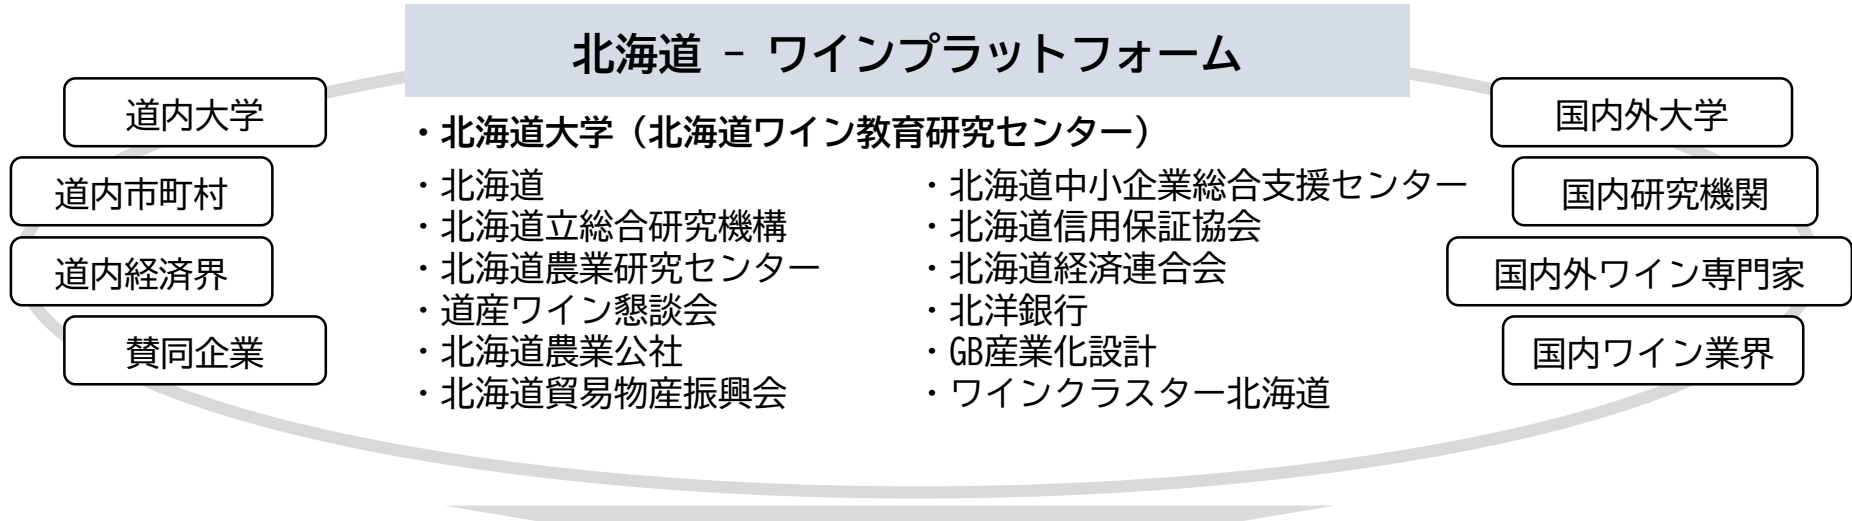 北海道 - ワインプラットフォーム
道内大学
道内市町村
道内経済界
賛同企業
・北海道大学（北海道ワイン教育研究センター）
・北海道
・北海道立総合研究機構
・北海道農業研究センター
・道産ワイン懇談会
・北海道農業公社
・北海道貿易物産振興会
・北海道中小企業総合支援センター
・北海道信用保証協会
・北海道経済連合会
・北洋銀行
・GB産業化設計
・ワインクラスター北海道
国内外大学
国内研究機関
国内外ワイン専門家
国内ワイン業界